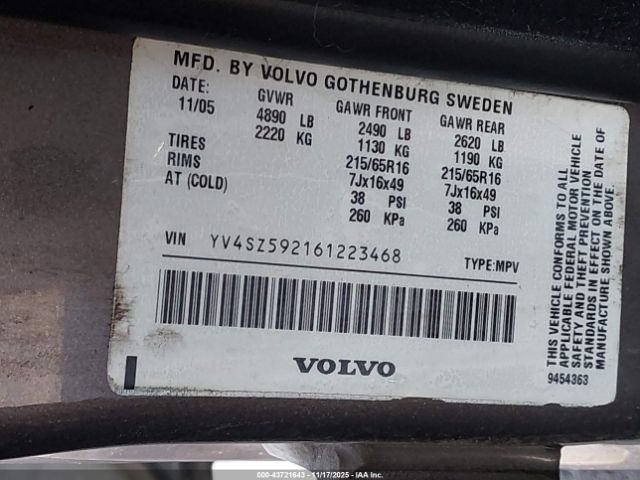 MFD. BY VOLVO GOTHENBURG SWEDEN
DATE: GVWR GAWR FRONT GAWR REAR
11/05 4890 LB 2490 LB 2620 LB
2220 KG 1130 KG 1190 KG
TIRES 215/65R16 215/65R16
RIMS 7Jx16x49 7Jx16x49
AT (COLD) 38 PSI 38 PSI
260 KPa 260 KPa
VIN YV4SZ592161223468 TYPE:MPV
VOLVO
THIS VEHICLE CONFORMS TO ALL
APPLICABLE FEDERAL MOTOR VEHICLE
SAFETY AND THEFT PREVENTION
STANDARDS IN EFFECT ON THE DATE OF
MANUFACTURE SHOWN ABOVE.
9454363
000-43721643 - 11/17/2025 - IAA, Inc.